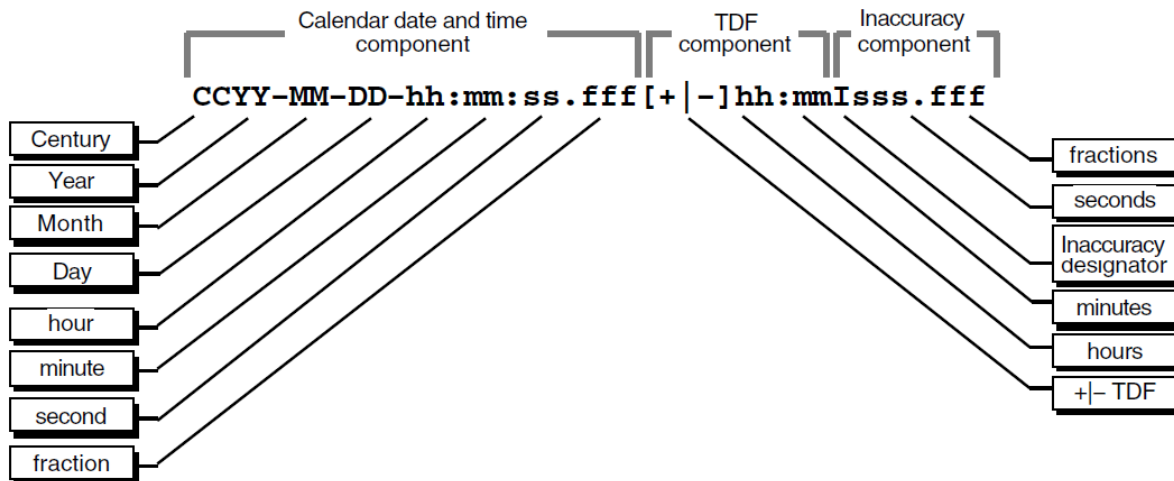 Calendar date and time
component
TDF
component
Inaccuracy
component
CCYY-MM-DD-hh:mm:ss.fff[+|-]hh:mmIsss.fff
Century
Year
Month
Day
hour
minute
second
fraction
fractions
seconds
Inaccuracy
designator
minutes
hours
+|– TDF